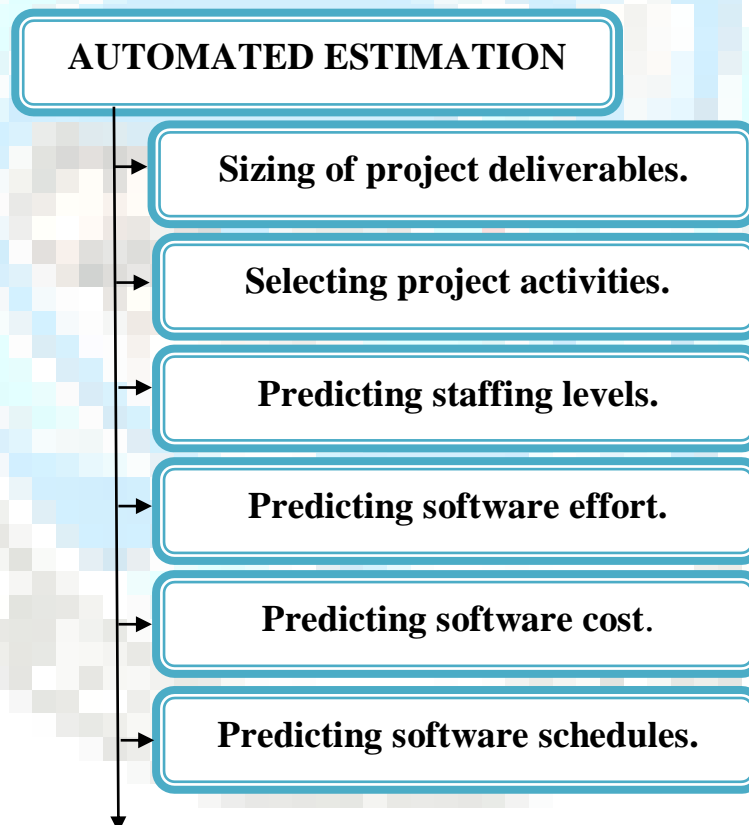 AUTOMATED ESTIMATION
Sizing of project deliverables.
Selecting project activities.
Predicting staffing levels.
Predicting software effort.
Predicting software cost.
Predicting software schedules.